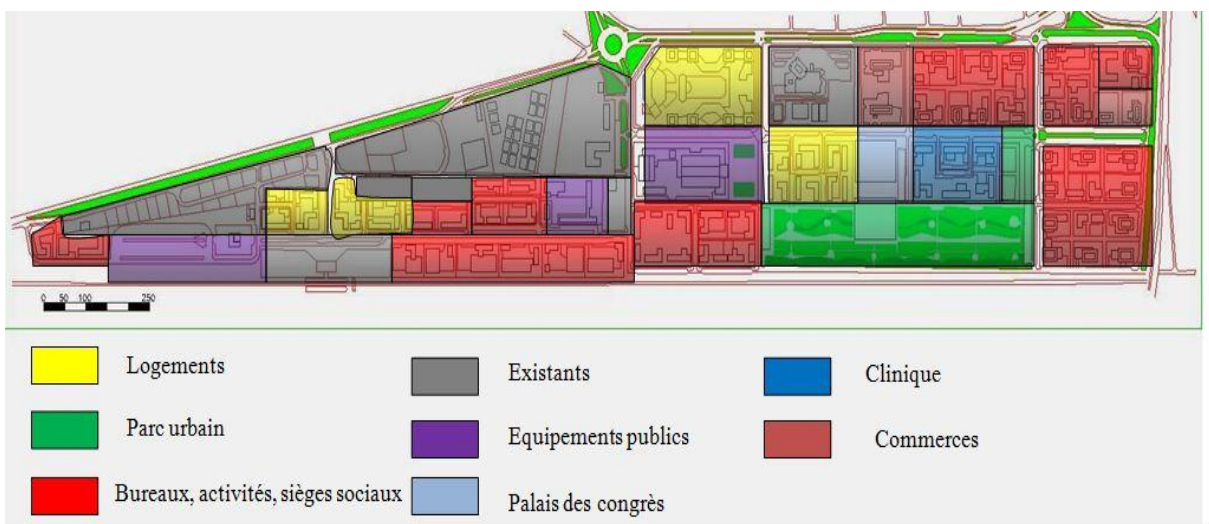 0 50 100 250
Logements
Existants
Clinique
Parc urbain
Equipements publics
Commerces
Bureaux, activités, sièges sociaux
Palais des congrès